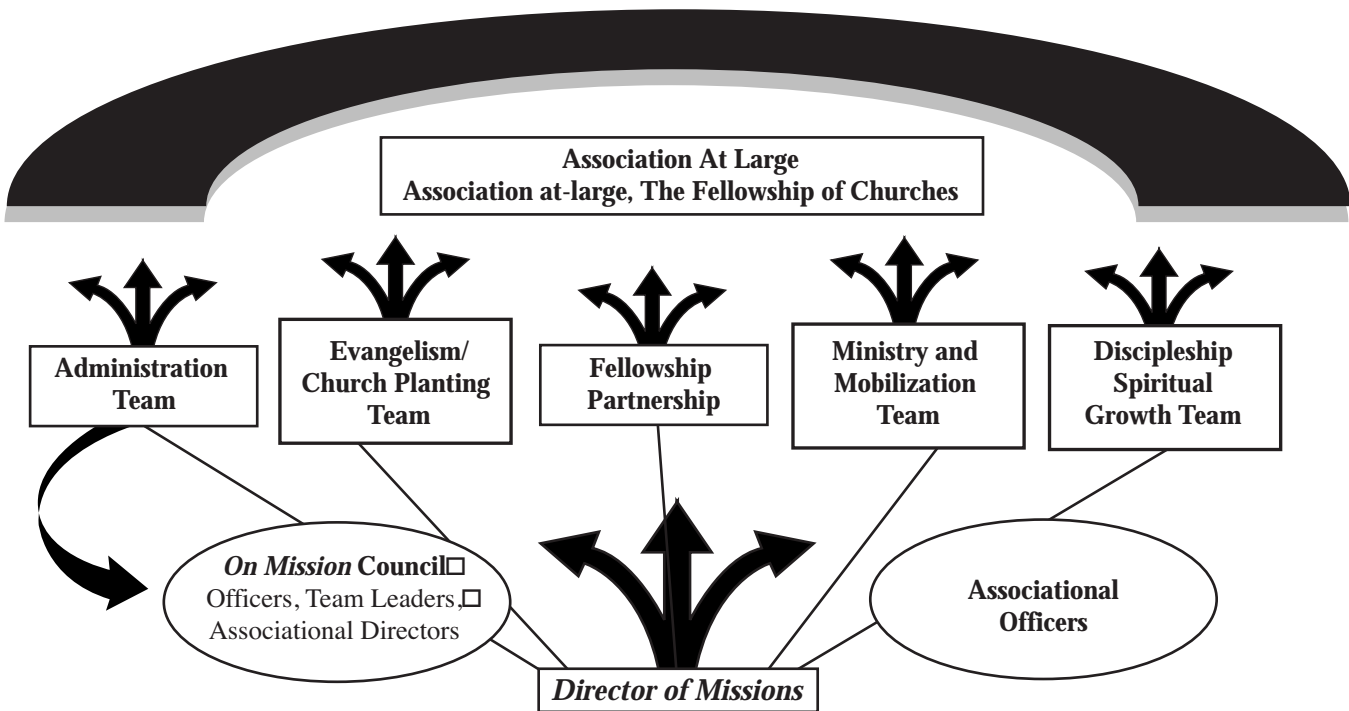 Association At Large
Association at-large, The Fellowship of Churches
Administration
Team
Evangelism/
Church Planting
Team
Fellowship
Partnership
Ministry and
Mobilization
Team
Discipleship
Spiritual
Growth Team
On Mission Council□
Officers, Team Leaders,□
Associational Directors
Associational
Officers
Director of Missions